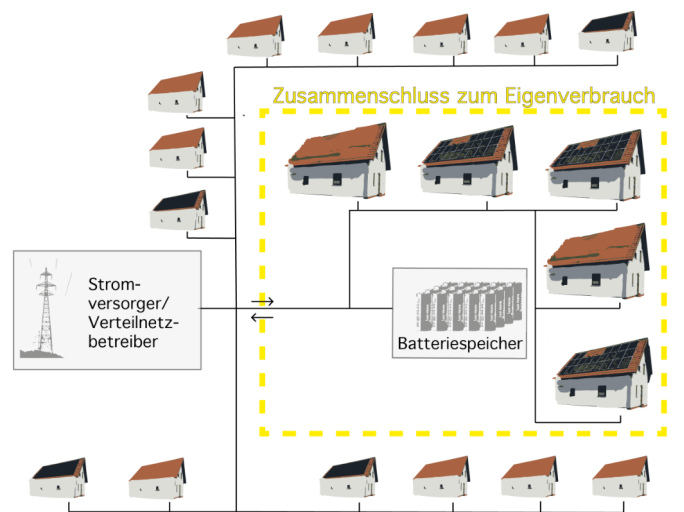 Zusammenschluss zum Eigenverbrauch
Strom-
versorger/
Verteilnetz-
betreiber
Batteriespeicher